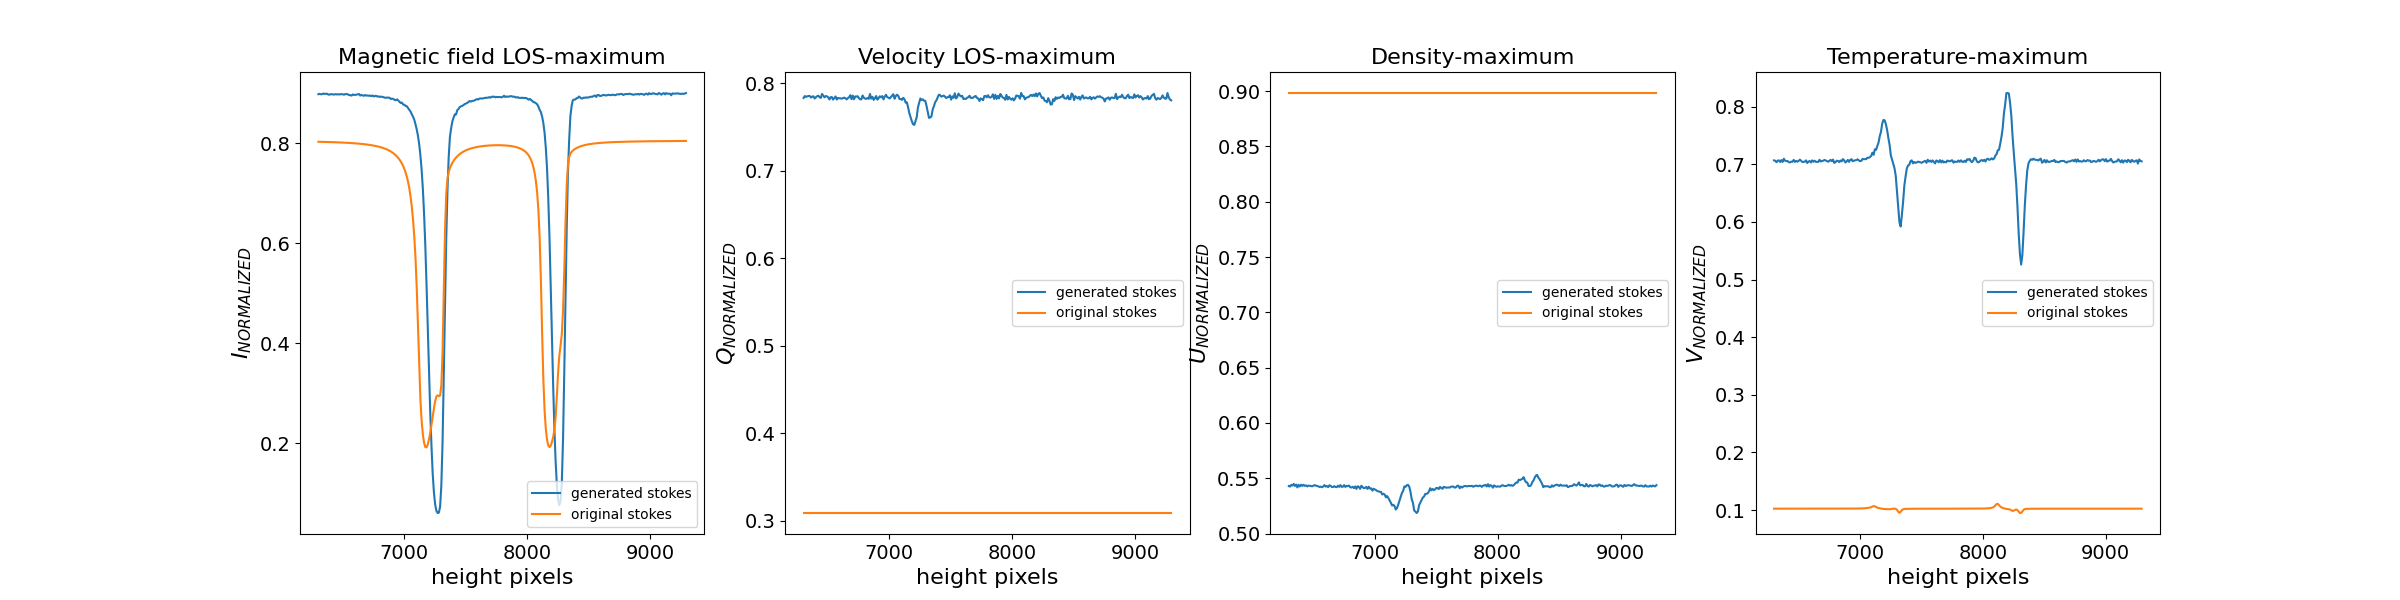 Magnetic field LOS-maximum
I_NORMALIZED
0.8
0.6
0.4
0.2
generated stokes
original stokes
7000 8000 9000
height pixels
Velocity LOS-maximum
Q_NORMALIZED
0.8
0.7
0.6
0.5
0.4
0.3
generated stokes
original stokes
7000 8000 9000
height pixels
Density-maximum
U_NORMALIZED
0.90
0.85
0.80
0.75
0.70
0.65
0.60
0.55
0.50
generated stokes
original stokes
7000 8000 9000
height pixels
Temperature-maximum
V_NORMALIZED
0.8
0.7
0.6
0.5
0.4
0.3
0.2
0.1
generated stokes
original stokes
7000 8000 9000
height pixels